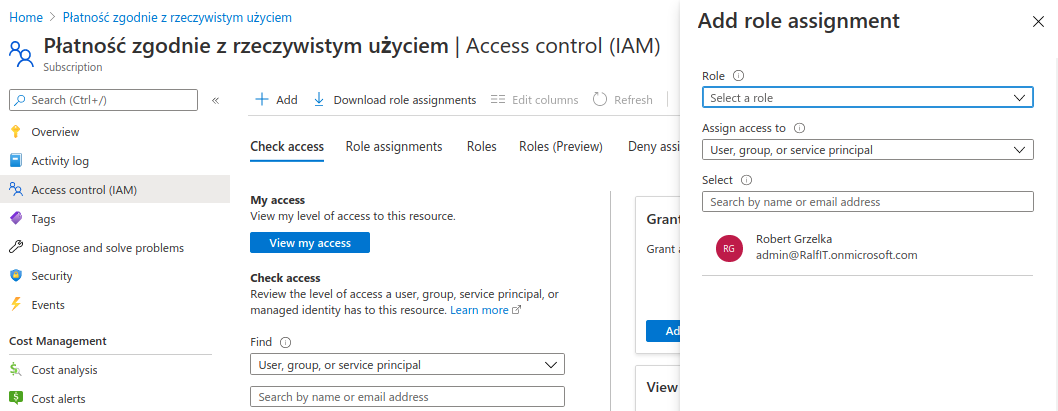 Home > Płatność zgodnie z rzeczywistym użyciem
Płatność zgodnie z rzeczywistym użyciem | Access control (IAM)
Subscription
Search (Ctrl+/)
«
Overview
Activity log
Access control (IAM)
Tags
Diagnose and solve problems
Security
Events
Cost Management
Cost analysis
Cost alerts
Add
Download role assignments
Edit columns
Refresh
Check access
Role assignments
Roles
Roles (Preview)
Deny assi
My access
View my level of access to this resource.
View my access
Check access
Review the level of access a user, group, service principal, or
managed identity has to this resource. Learn more
Find
User, group, or service principal
Search by name or email address
Grant
Grant a
Ad
View
Add role assignment
Role
Select a role
Assign access to
User, group, or service principal
Select
Search by name or email address
RG
Robert Grzelka
admin@RalfIT.onmicrosoft.com